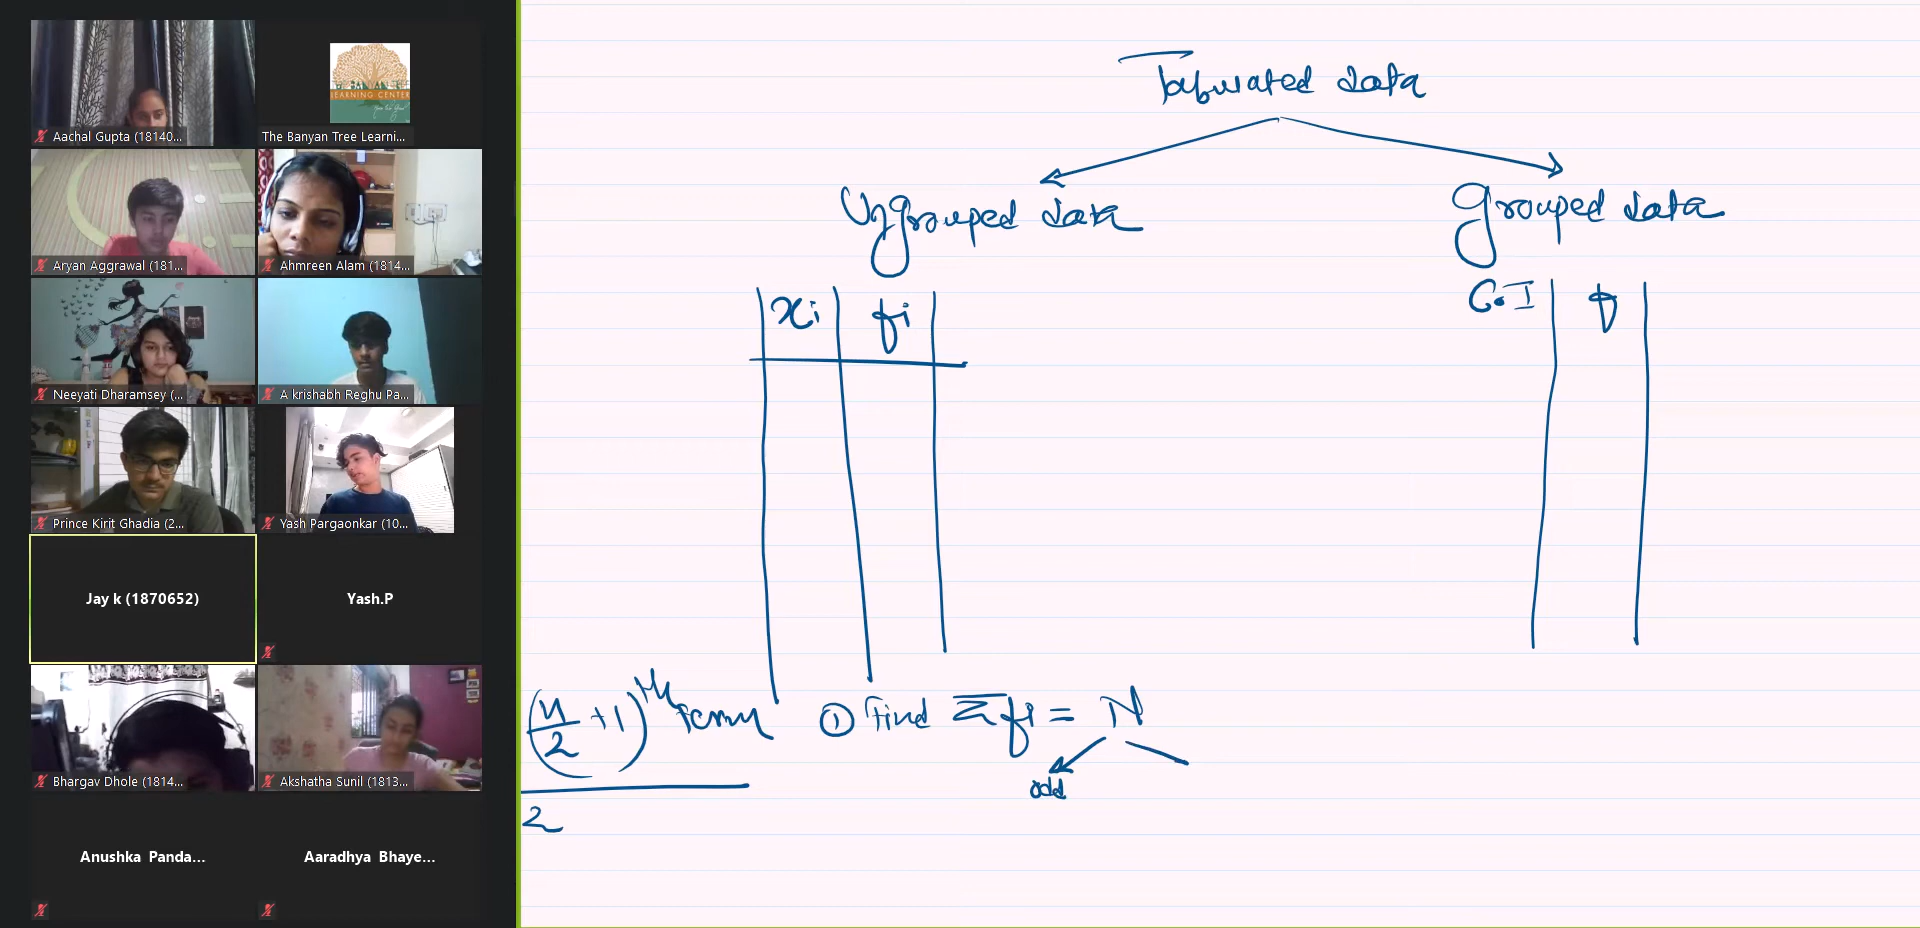 Aachal Gupta (18140...
The Banyan Tree Learni...
LEARNING CENTER
Aryan Aggrawal (181...
Ahmreen Alam (1814...
Neeyati Dharamsey (...
A krishabh Reghu Pa...
Prince Kirit Ghadia (2...
Yash Pargaonkar (10...
Jay k (1870652)
Yash.P
Bhargav Dhole (1814...
Akshatha Sunil (1813...
Anushka Panda...
Aaradhya Bhaye...
Tabulated data
Ungrouped data
Grouped data
xi fi
C.I f
(n/2 + 1)th term
2
① Find Σfi = N
odd